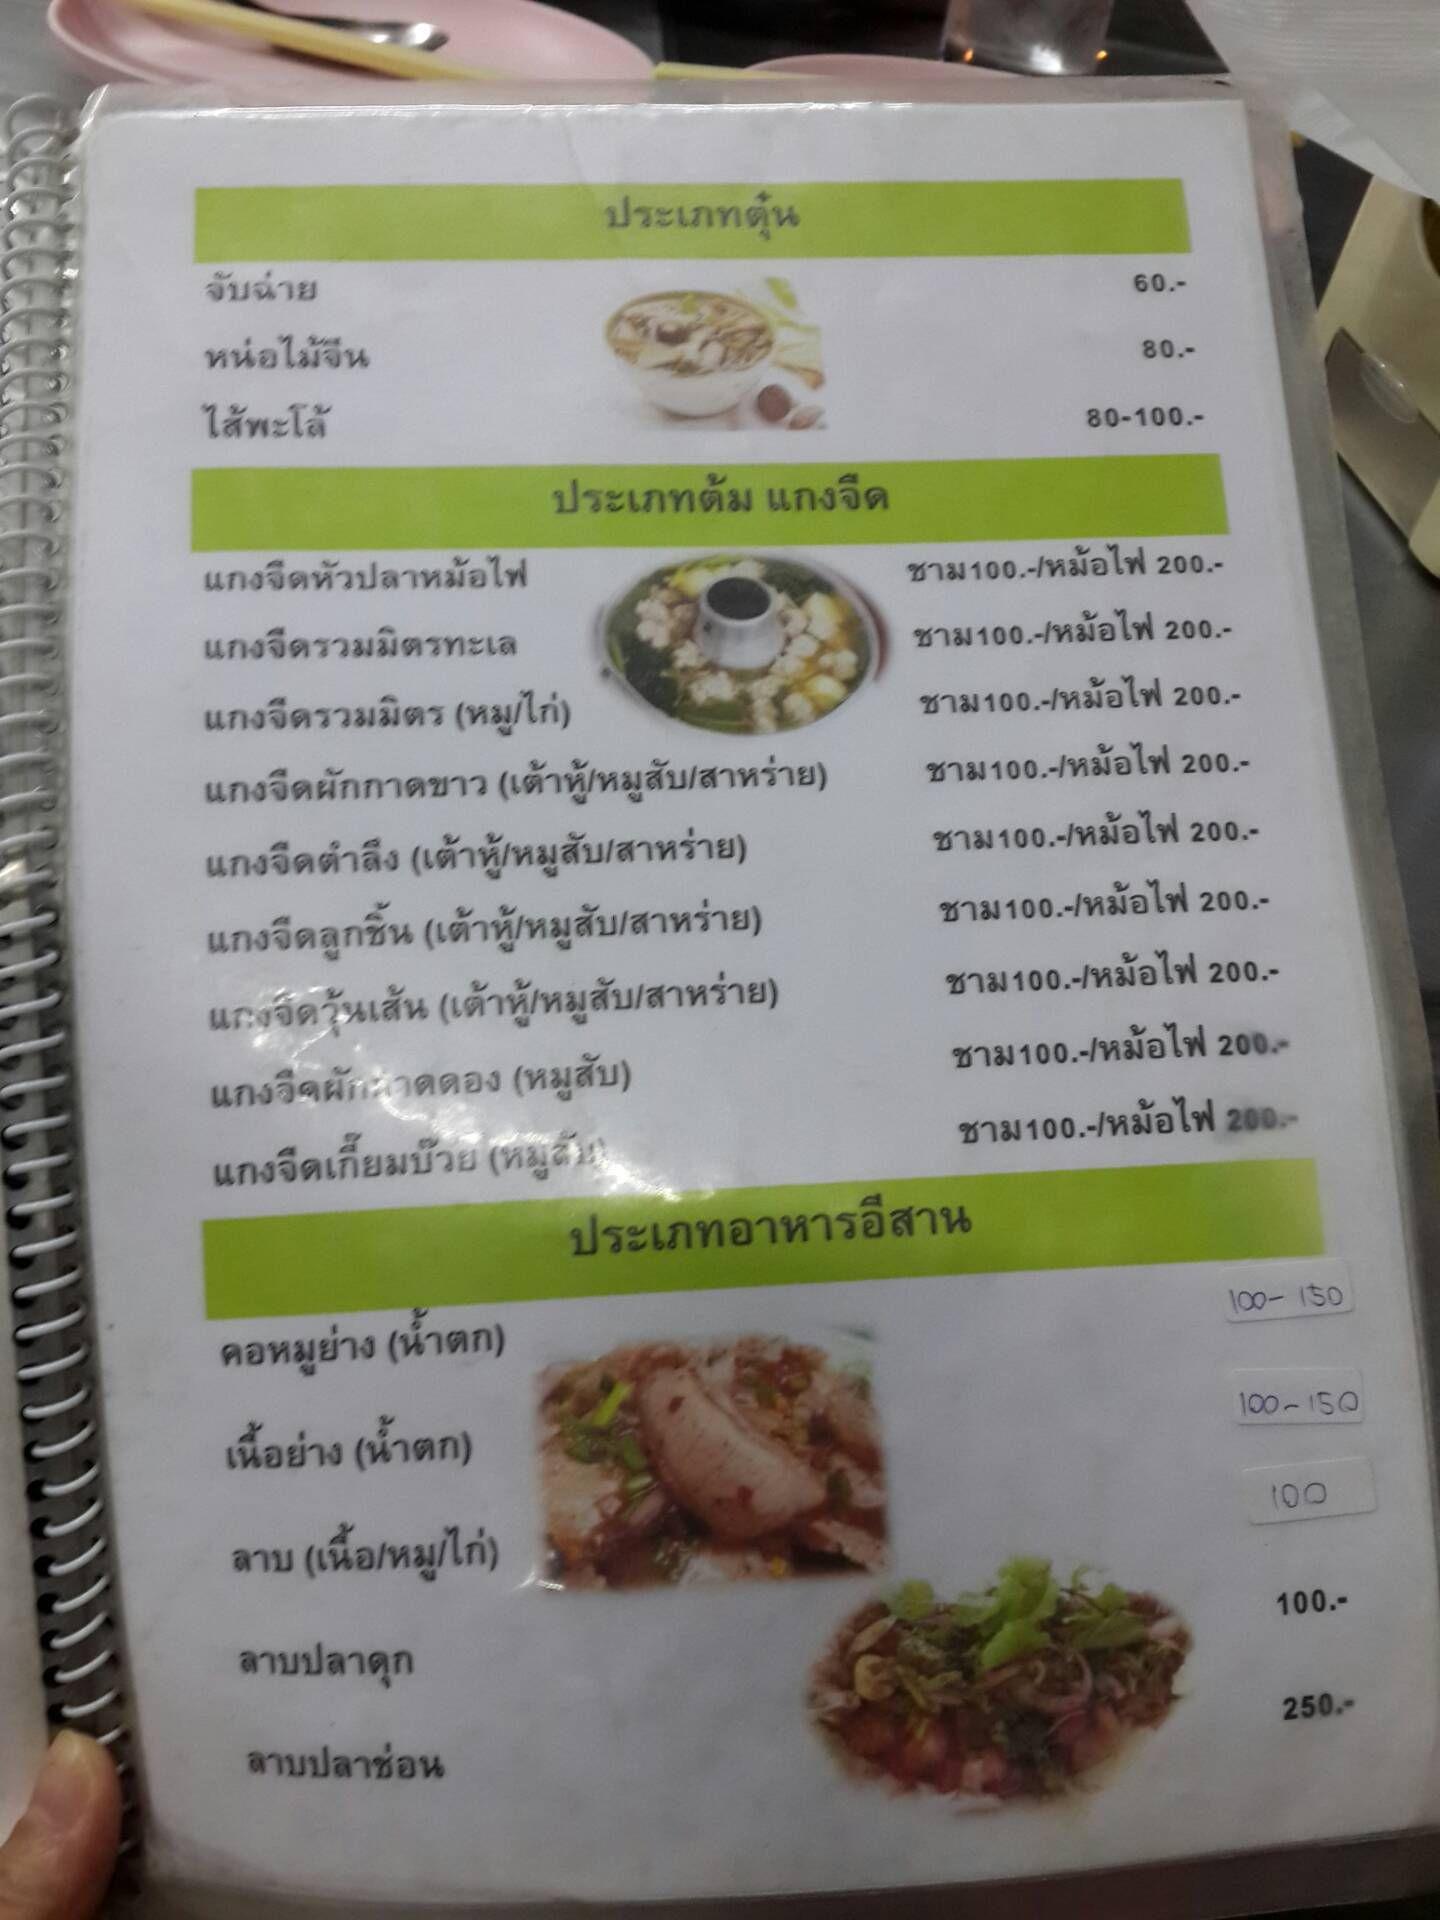 ประเภทตุ๋น
จับฉ่าย 60.-
หน่อไม้จีน 80.-
ไส้พะโล้ 80-100.-
ประเภทต้ม แกงจืด
แกงจืดหัวปลาหม้อไฟ ชาม100.-/หม้อไฟ 200.-
แกงจืดรวมมิตรทะเล ชาม100.-/หม้อไฟ 200.-
แกงจืดรวมมิตร (หมู/ไก่) ชาม100.-/หม้อไฟ 200.-
แกงจืดผักกาดขาว (เต้าหู้/หมูสับ/สาหร่าย) ชาม100.-/หม้อไฟ 200.-
แกงจืดตำลึง (เต้าหู้/หมูสับ/สาหร่าย) ชาม100.-/หม้อไฟ 200.-
แกงจืดลูกชิ้น (เต้าหู้/หมูสับ/สาหร่าย) ชาม100.-/หม้อไฟ 200.-
แกงจืดวุ้นเส้น (เต้าหู้/หมูสับ/สาหร่าย) ชาม100.-/หม้อไฟ 200.-
แกงจืดผักกาดดอง (หมูสับ) ชาม100.-/หม้อไฟ 200.-
แกงจืดเกี๊ยมบ๊วย (หมูสับ) ชาม100.-/หม้อไฟ 200.-
ประเภทอาหารอีสาน
คอหมูย่าง (น้ำตก) 100-150
เนื้อย่าง (น้ำตก) 100-150
ลาบ (เนื้อ/หมู/ไก่) 100
ลาบปลาดุก 100.-
ลาบปลาช่อน 250.-